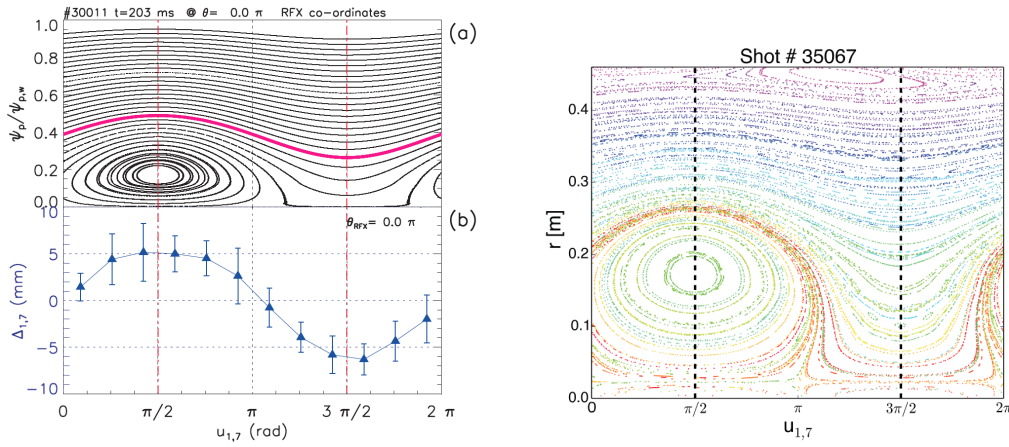 #30011 t=203 ms @ θ= 0.0 π RFX co-ordinates
(a)
ψp/ψp,w
1.0
0.8
0.6
0.4
0.2
0.0
(b)
θRFX= 0.0 π
Δ1,7 (mm)
10
5
0
−5
−10
0 π/2 π 3 π/2 2 π
u1,7 (rad)
Shot # 35067
r [m]
0.4
0.3
0.2
0.1
0 π/2 π 3π/2 2π
u1,7